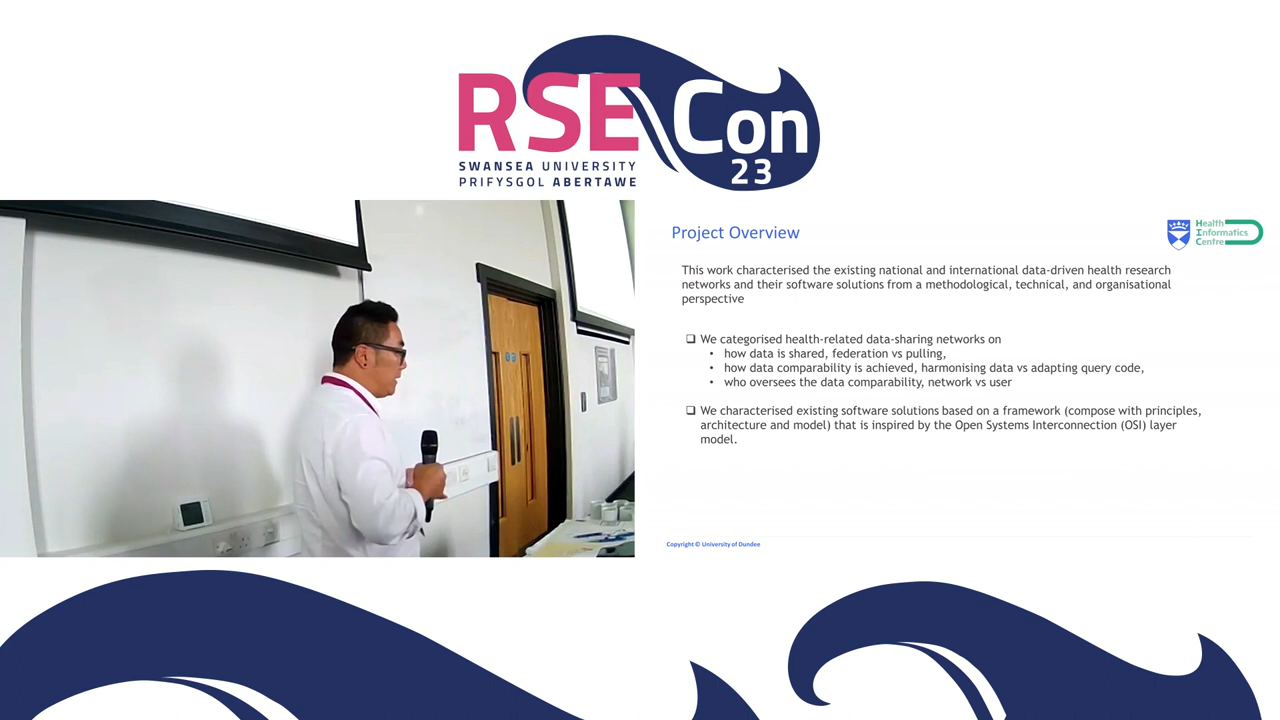 RSE Con
23
SWANSEA UNIVERSITY
PRIFYSGOL ABERTAWE
Project Overview
Health
Informatics
Centre
This work characterised the existing national and international data-driven health research
networks and their software solutions from a methodological, technical, and organisational
perspective
❑ We categorised health-related data-sharing networks on
• how data is shared, federation vs pulling,
• how data comparability is achieved, harmonising data vs adapting query code,
• who oversees the data comparability, network vs user
❑ We characterised existing software solutions based on a framework (compose with principles,
architecture and model) that is inspired by the Open Systems Interconnection (OSI) layer
model.
Copyright © University of Dundee